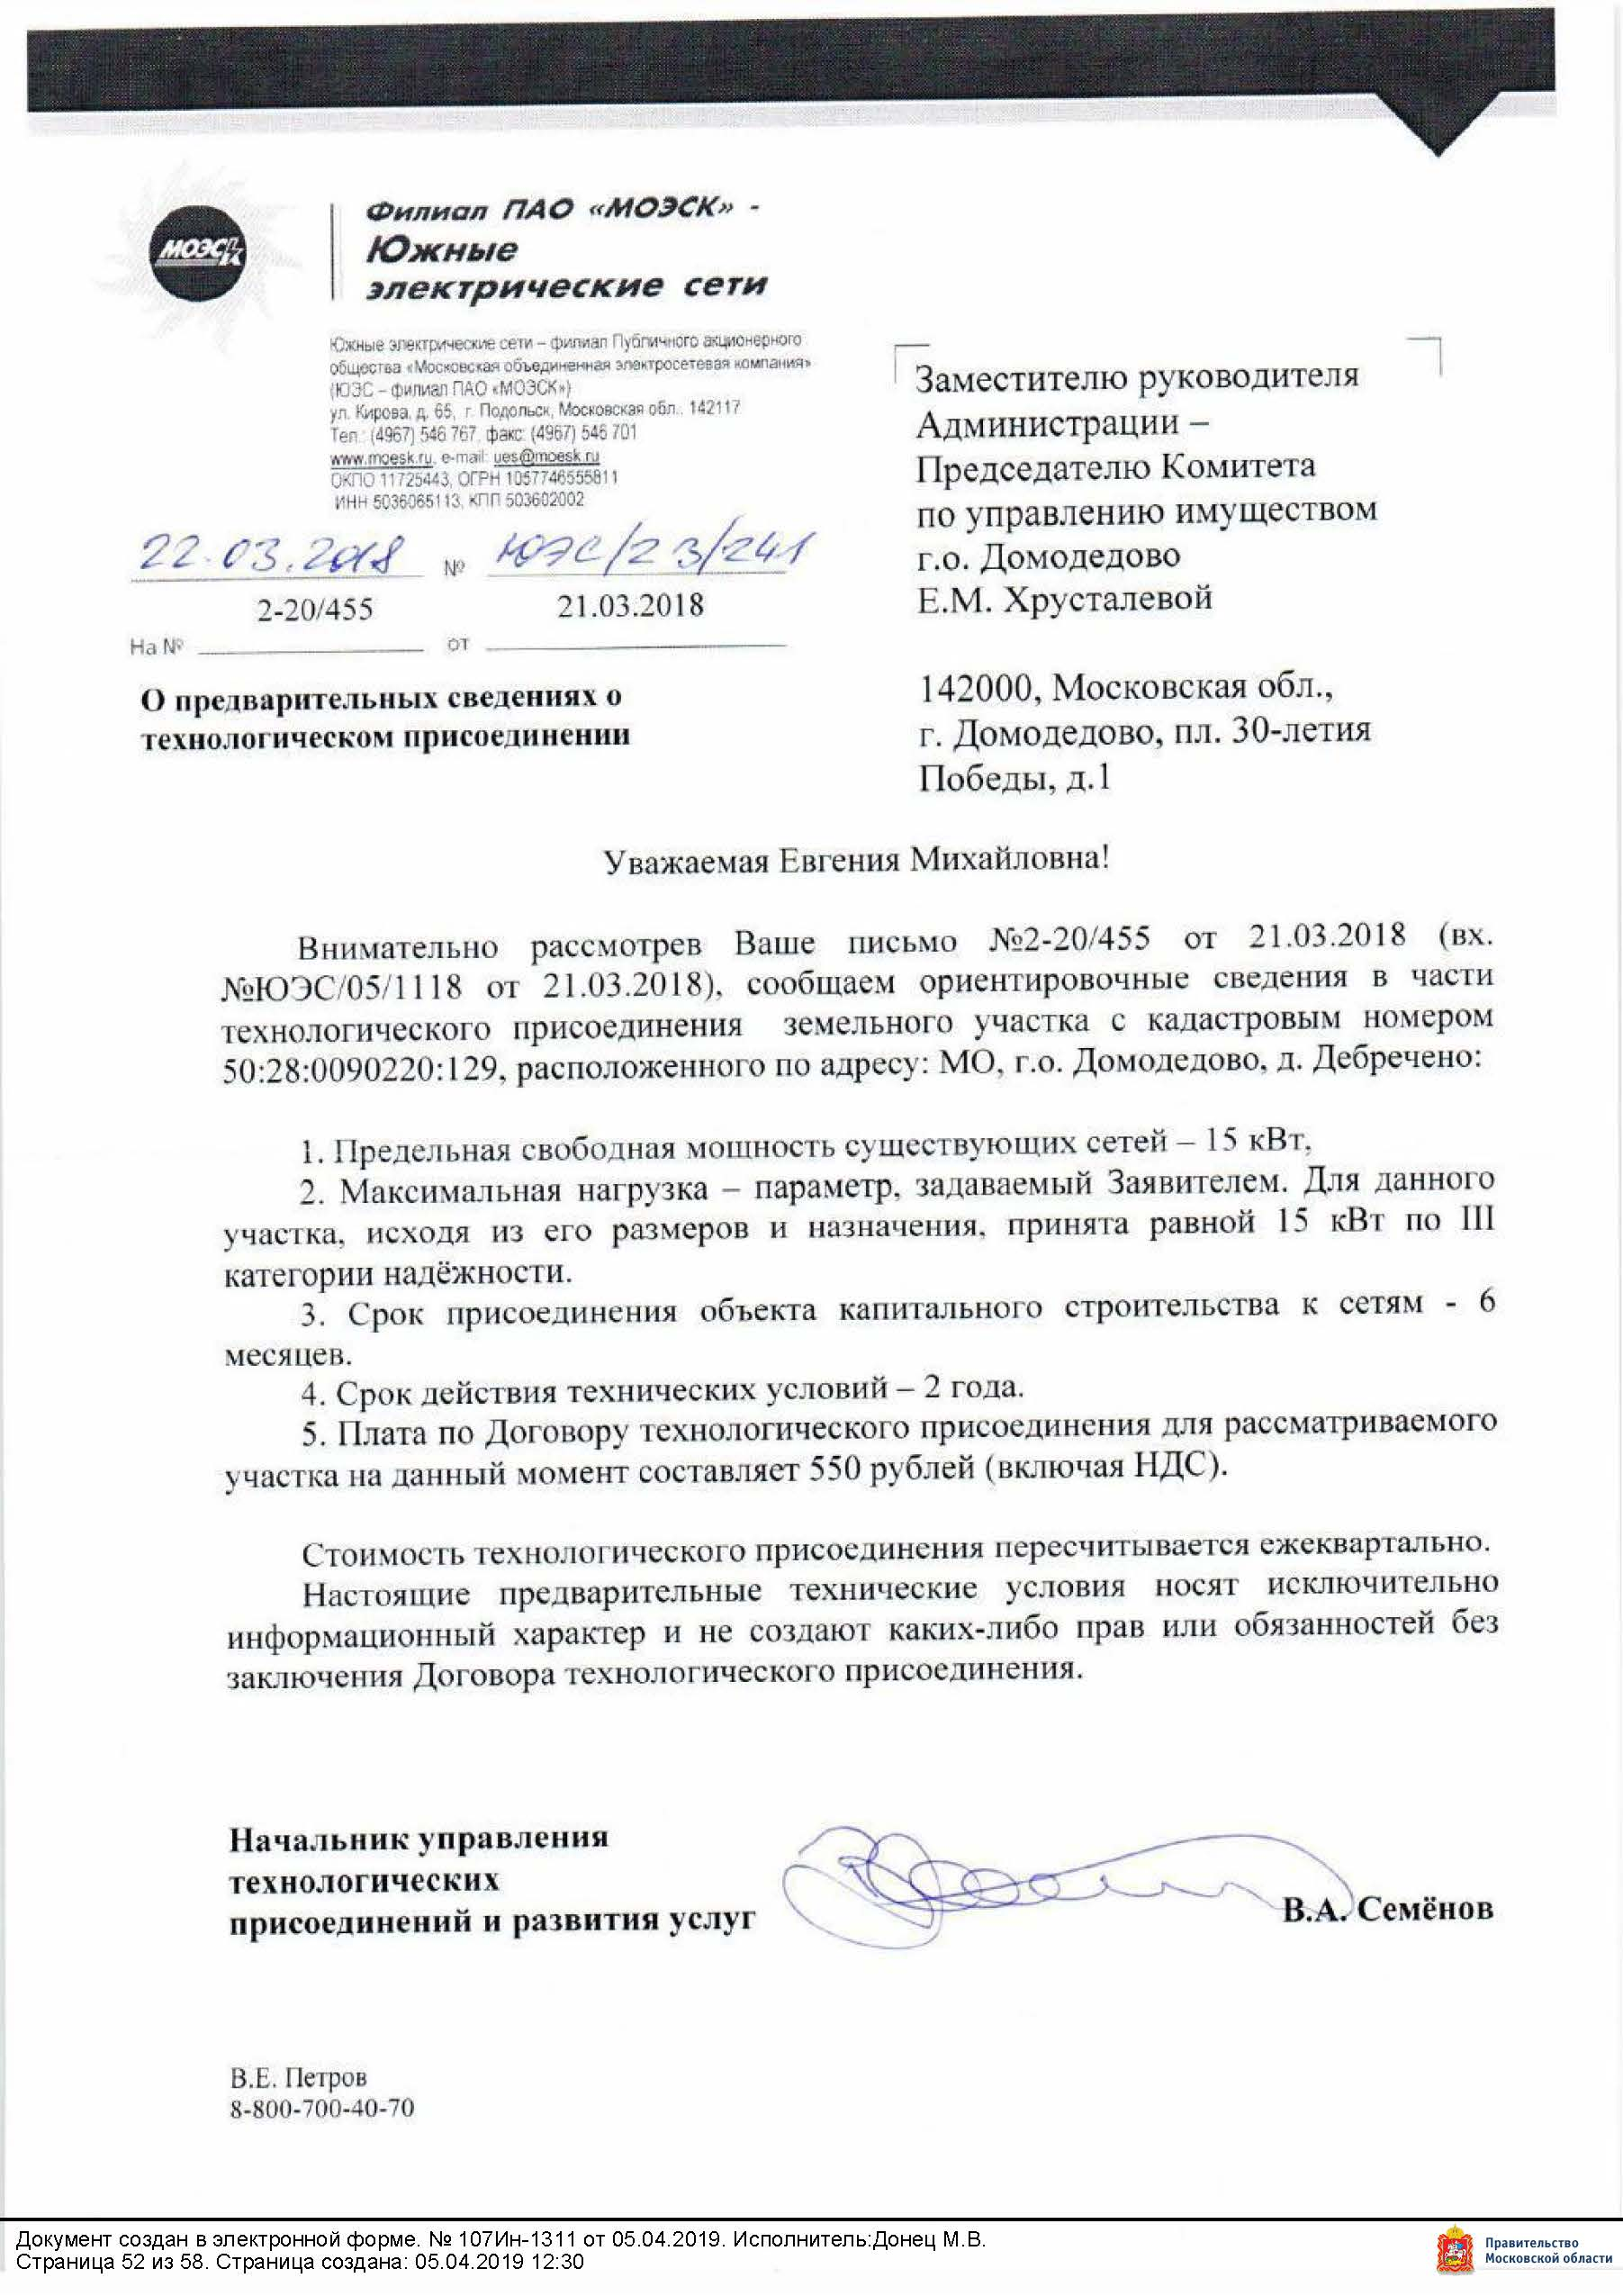 МОЭСК
Филиал ПАО «МОЭСК» -
Южные
электрические сети
Южные электрические сети – филиал Публичного акционерного
общества «Московская объединенная электросетевая компания»
(ЮЭС – филиал ПАО «МОЭСК»)
ул. Кирова, д. 65, г. Подольск, Московская обл., 142117
Тел.: (4967) 546 767, факс: (4967) 546 701
www.moesk.ru, e-mail: ues@moesk.ru
ОКПО 11725443, ОГРН 1057746555811
ИНН 5036065113, КПП 503602002
22.03.2018 № ЮЭС/23/241
2-20/455 21.03.2018
На № от
О предварительных сведениях о
технологическом присоединении
Заместителю руководителя
Администрации –
Председателю Комитета
по управлению имуществом
г.о. Домодедово
Е.М. Хрусталевой
142000, Московская обл.,
г. Домодедово, пл. 30-летия
Победы, д.1
Уважаемая Евгения Михайловна!
Внимательно рассмотрев Ваше письмо №2-20/455 от 21.03.2018 (вх.
№ЮЭС/05/1118 от 21.03.2018), сообщаем ориентировочные сведения в части
технологического присоединения земельного участка с кадастровым номером
50:28:0090220:129, расположенного по адресу: МО, г.о. Домодедово, д. Дебречено:
1. Предельная свободная мощность существующих сетей – 15 кВт,
2. Максимальная нагрузка – параметр, задаваемый Заявителем. Для данного
участка, исходя из его размеров и назначения, принята равной 15 кВт по III
категории надёжности.
3. Срок присоединения объекта капитального строительства к сетям - 6
месяцев.
4. Срок действия технических условий – 2 года.
5. Плата по Договору технологического присоединения для рассматриваемого
участка на данный момент составляет 550 рублей (включая НДС).
Стоимость технологического присоединения пересчитывается ежеквартально.
Настоящие предварительные технические условия носят исключительно
информационный характер и не создают каких-либо прав или обязанностей без
заключения Договора технологического присоединения.
Начальник управления
технологических
присоединений и развития услуг
В.А. Семёнов
В.Е. Петров
8-800-700-40-70
Документ создан в электронной форме. № 107Ин-1311 от 05.04.2019. Исполнитель:Донец М.В.
Страница 52 из 58. Страница создана: 05.04.2019 12:30
Правительство
Московской области